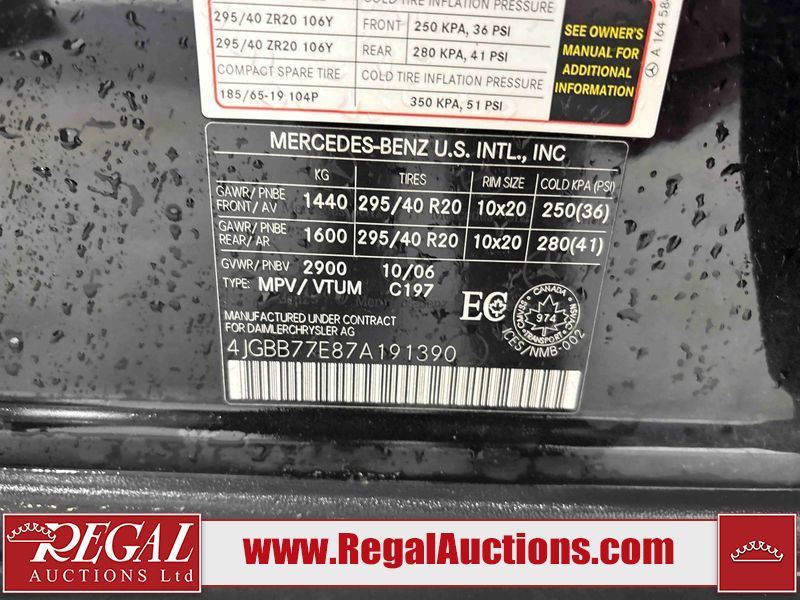 COLD TIRE INFLATION PRESSURE
295/40 ZR20 106Y FRONT 250 KPA, 36 PSI
295/40 ZR20 106Y REAR 280 KPA, 41 PSI
COMPACT SPARE TIRE COLD TIRE INFLATION PRESSURE
185/65-19 104P 350 KPA, 51 PSI
SEE OWNER'S
MANUAL FOR
ADDITIONAL
INFORMATION
A 164 58
MERCEDES-BENZ U.S. INTL., INC
KG TIRES RIM SIZE COLD KPA (PSI)
GAWR/ PNBE
FRONT/ AV 1440 295/40 R20 10x20 250(36)
GAWR/ PNBE
REAR/ AR 1600 295/40 R20 10x20 280(41)
GVWR/ PNBV 2900 10/06
TYPE: MPV/ VTUM C197
MANUFACTURED UNDER CONTRACT
FOR DAIMLERCHRYSLER AG
EC
CANADA
974
TRANSPORT
ICES/NMB-002
4JGBB77E87A191390
REGAL
AUCTIONS Ltd
www.RegalAuctions.com